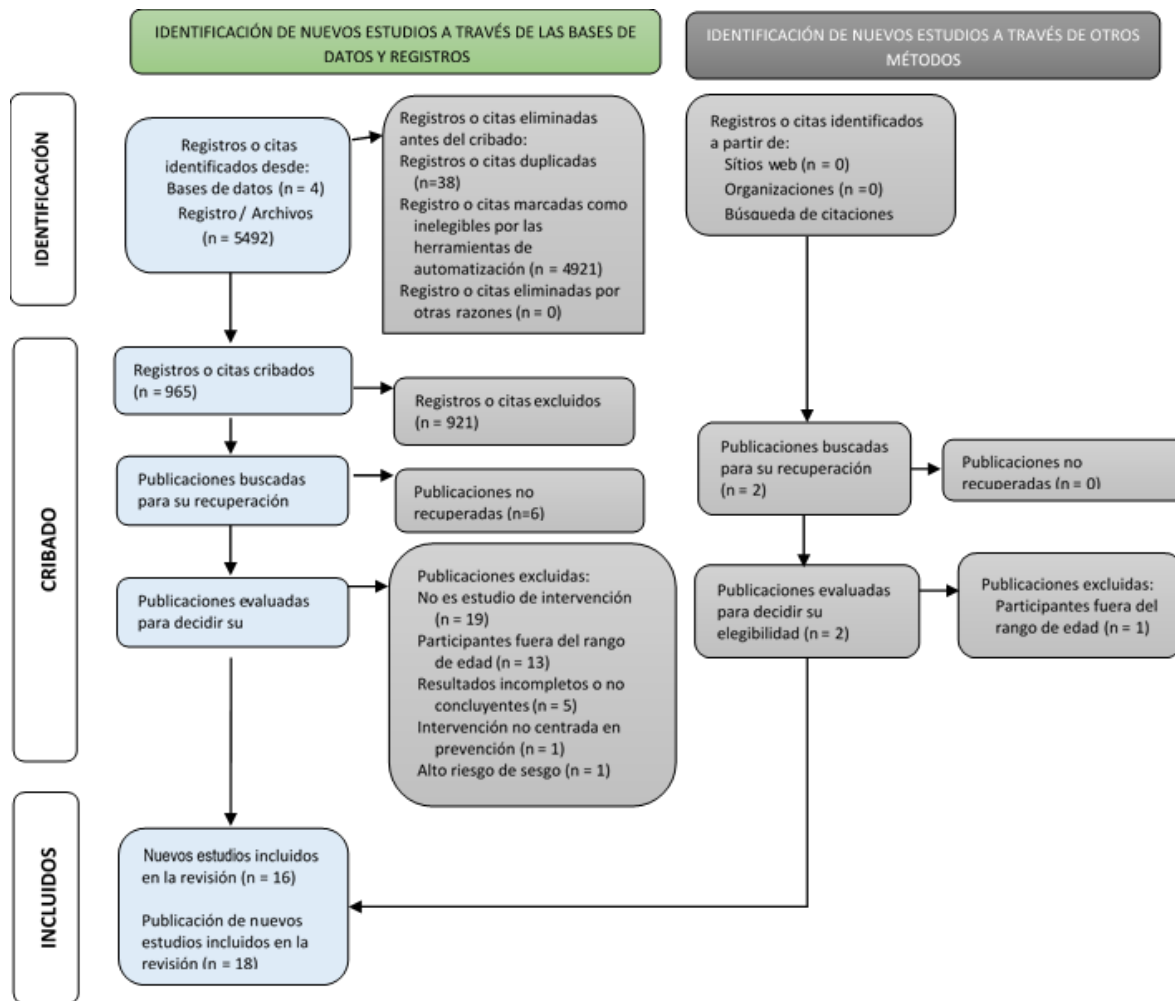 IDENTIFICACIÓN DE NUEVOS ESTUDIOS A TRAVÉS DE LAS BASES DE
DATOS Y REGISTROS
IDENTIFICACIÓN DE NUEVOS ESTUDIOS A TRAVÉS DE OTROS
MÉTODOS
IDENTIFICACIÓN
Registros o citas
identificados desde:
Bases de datos (n = 4)
Registro / Archivos
(n = 5492)
Registros o citas eliminadas
antes del cribado:
Registros o citas duplicadas
(n=38)
Registro o citas marcadas como
inelegibles por las
herramientas de
automatización (n = 4921)
Registro o citas eliminadas por
otras razones (n = 0)
Registros o citas identificados
a partir de:
Sítios web (n = 0)
Organizaciones (n =0)
Búsqueda de citaciones
CRIBADO
Registros o citas cribados
(n = 965)
Registros o citas excluidos
(n = 921)
Publicaciones buscadas
para su recuperación
Publicaciones no
recuperadas (n=6)
Publicaciones buscadas
para su recuperación
(n = 2)
Publicaciones no
recuperadas (n = 0)
Publicaciones evaluadas
para decidir su
Publicaciones excluidas:
No es estudio de intervención
(n = 19)
Participantes fuera del rango
de edad (n = 13)
Resultados incompletos o no
concluyentes (n = 5)
Intervención no centrada en
prevención (n = 1)
Alto riesgo de sesgo (n = 1)
Publicaciones evaluadas
para decidir su
elegibilidad (n = 2)
Publicaciones excluidas:
Participantes fuera del
rango de edad (n = 1)
INCLUIDOS
Nuevos estudios incluidos
en la revisión (n = 16)
Publicación de nuevos
estudios incluidos en la
revisión (n = 18)